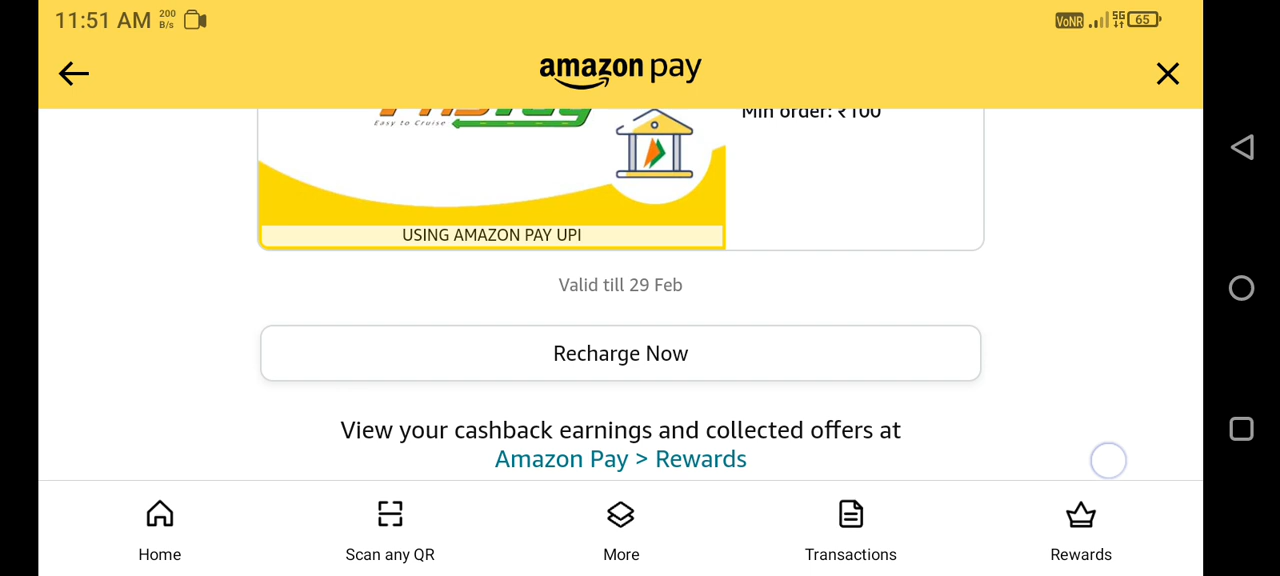 11:51 AM 200 B/s VoNR 5G 65
amazon pay
Min order: ₹100
Easy to Cruise
USING AMAZON PAY UPI
Valid till 29 Feb
Recharge Now
View your cashback earnings and collected offers at
Amazon Pay > Rewards
Home Scan any QR More Transactions Rewards